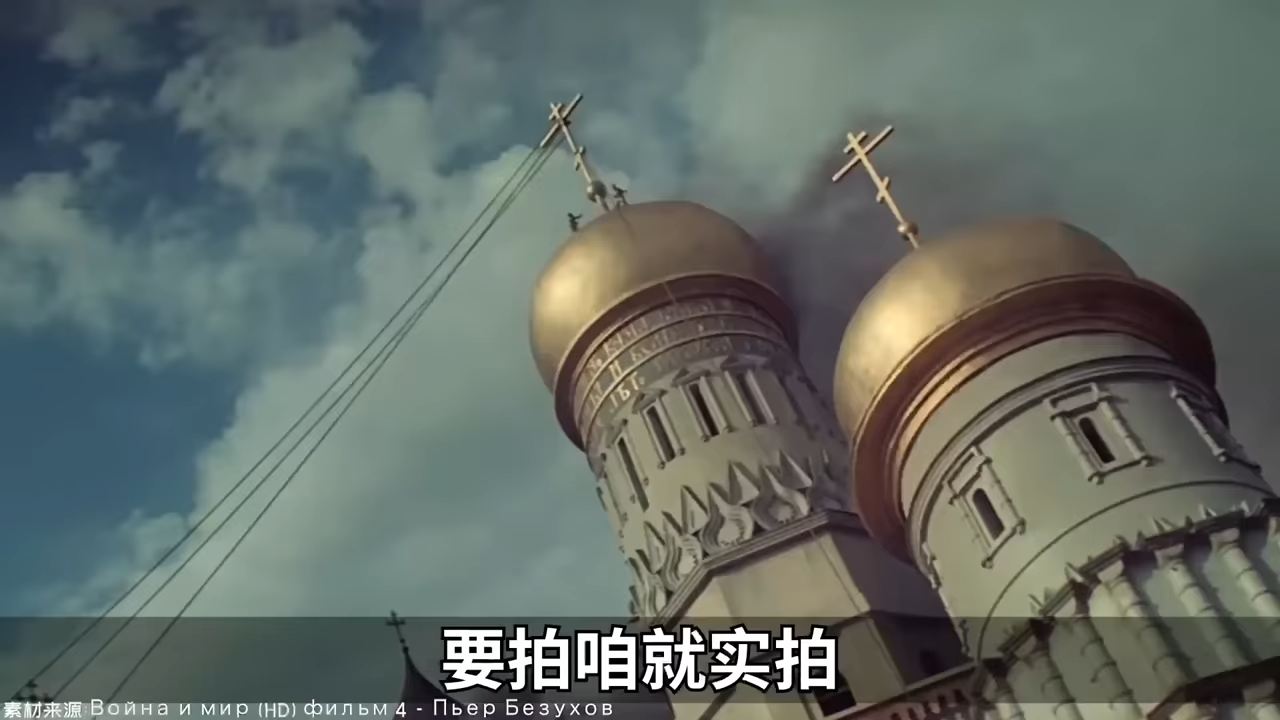 要拍咱就实拍
素材来源 Война и мир (HD) фильм 4 - Пьер Безухов